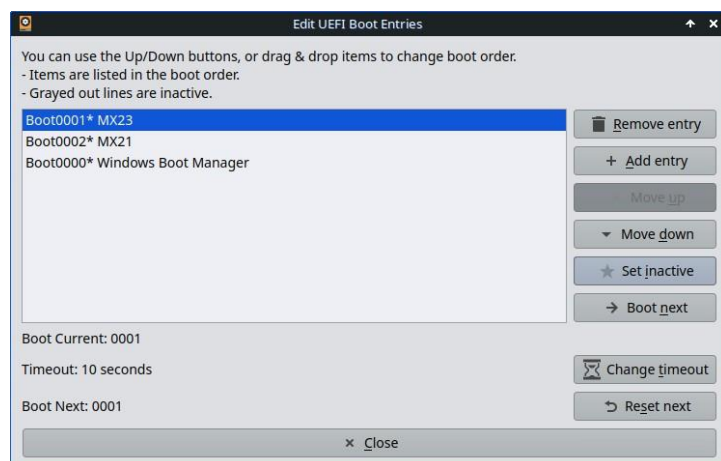 Edit UEFI Boot Entries
You can use the Up/Down buttons, or drag & drop items to change boot order.
- Items are listed in the boot order.
- Grayed out lines are inactive.
Boot0001* MX23
Boot0002* MX21
Boot0000* Windows Boot Manager
Remove entry
+ Add entry
Move up
Move down
Set inactive
Boot next
Boot Current: 0001
Timeout: 10 seconds
Change timeout
Boot Next: 0001
Reset next
Close